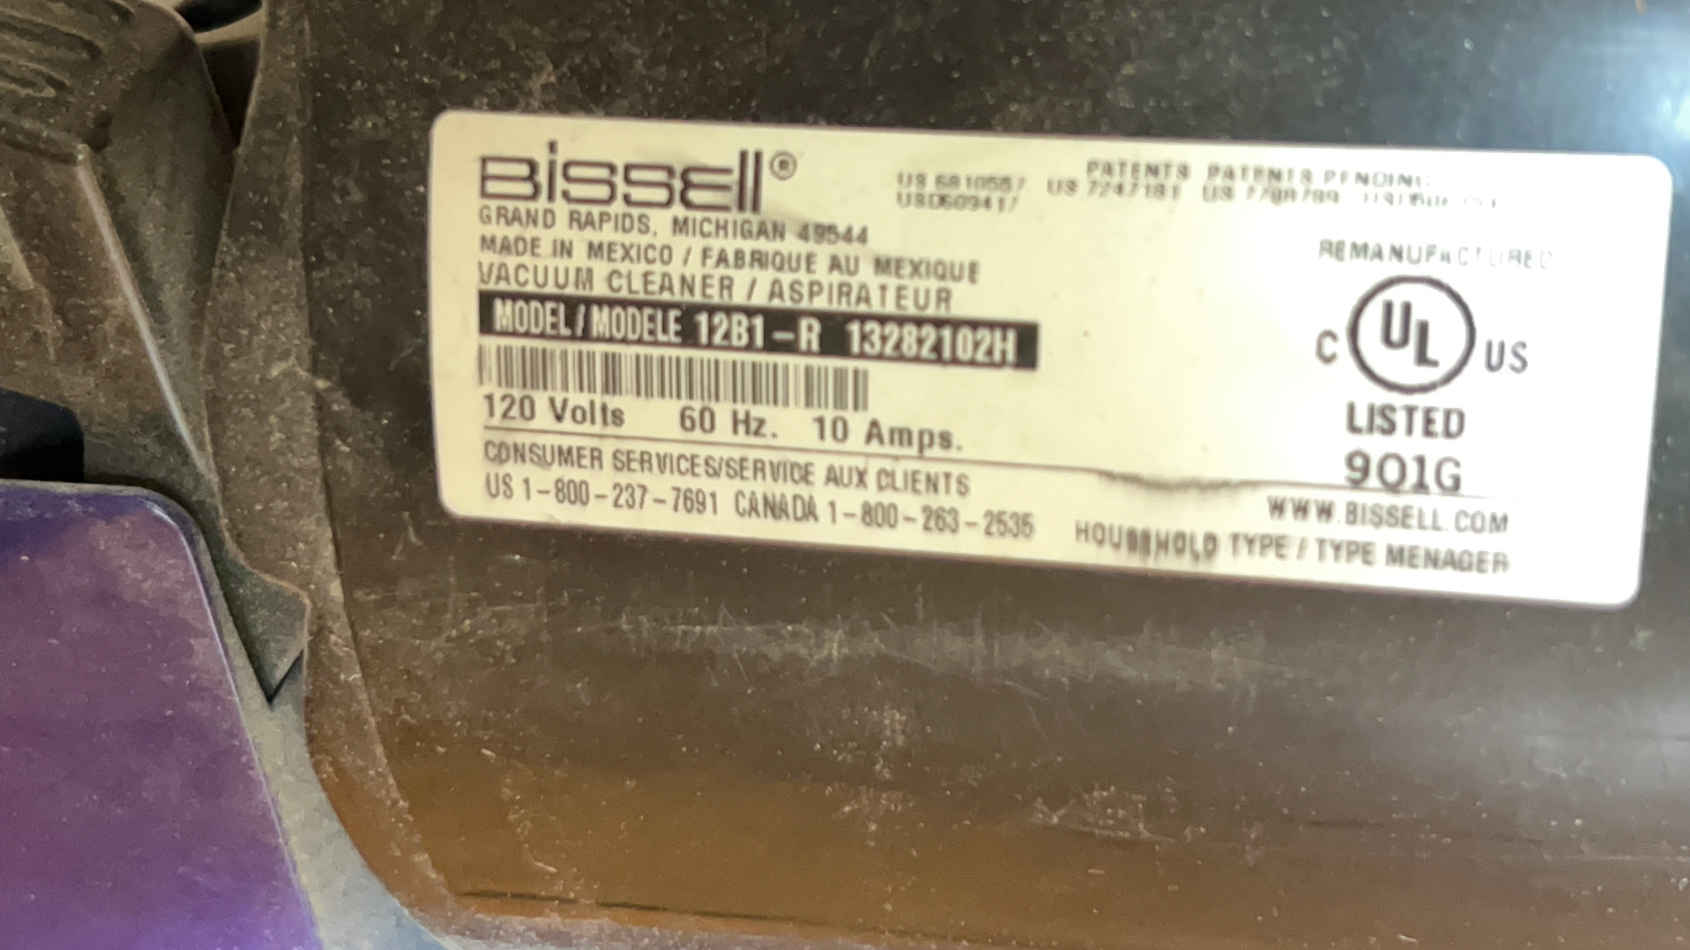 BISSELL®
GRAND RAPIDS, MICHIGAN 49544
MADE IN MEXICO / FABRIQUE AU MEXIQUE
VACUUM CLEANER / ASPIRATEUR
MODEL / MODELE 12B1-R 13282102H
120 Volts 60 Hz. 10 Amps.
CONSUMER SERVICES/SERVICE AUX CLIENTS
US 1-800-237-7691 CANADA 1-800-263-2535
PATENTS PATENTS PENDING
US 7247181
REMANUFACTURED
C UL US
LISTED
901G
WWW.BISSELL.COM
HOUSEHOLD TYPE / TYPE MENAGER